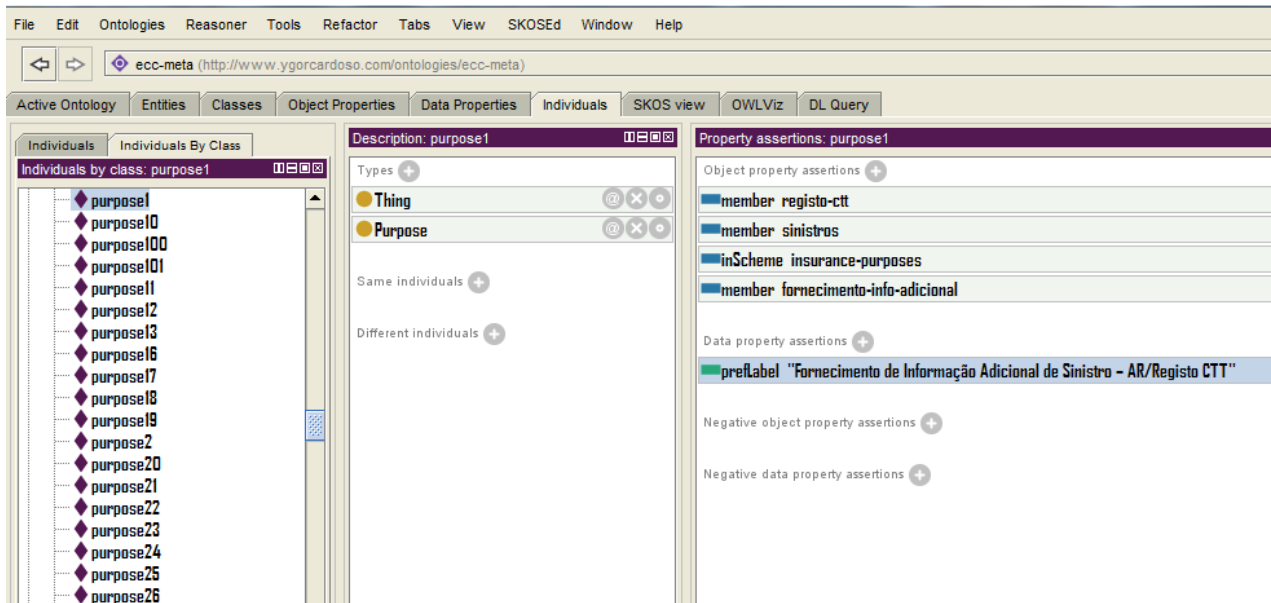 File Edit Ontologies Reasoner Tools Refactor Tabs View SKOSEd Window Help
ecc-meta (http://www.ygorcardoso.com/ontologies/ecc-meta)
Active Ontology Entities Classes Object Properties Data Properties Individuals SKOS view OWLViz DL Query
Individuals Individuals By Class
Individuals by class: purpose1
purpose1
purpose10
purpose100
purpose101
purpose11
purpose12
purpose13
purpose16
purpose17
purpose18
purpose19
purpose2
purpose20
purpose21
purpose22
purpose23
purpose24
purpose25
purpose26
Description: purpose1
Types
Thing
Purpose
Same individuals
Different individuals
Property assertions: purpose1
Object property assertions
member registo-ctt
member sinistros
inScheme insurance-purposes
member fornecimento-info-adicional
Data property assertions
prefLabel "Fornecimento de Informação Adicional de Sinistro – AR/Registo CTT"
Negative object property assertions
Negative data property assertions